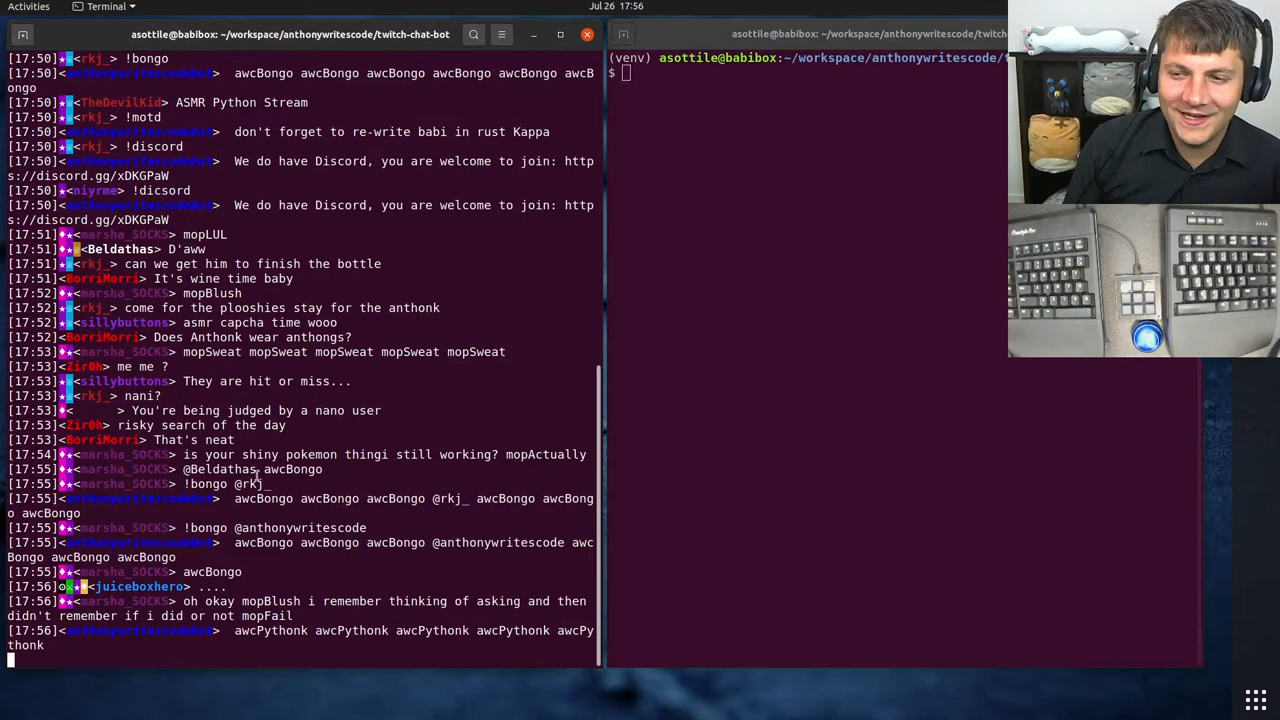 Activities
Terminal
Jul 26 17:56
asottile@babibox: ~/workspace/anthonywritescode/twitch-chat-bot
asottile@babibox: ~/workspace/anthonywritescode/twitch-
[17:50]<rkj_> !bongo
[17:50]<anthonywritescodebot> awcBongo awcBongo awcBongo awcBongo awcBongo awcB
ongo
[17:50]<TheDevilKid> ASMR Python Stream
[17:50]<rkj_> !motd
[17:50]<anthonywritescodebot> don't forget to re-write babi in rust Kappa
[17:50]<rkj_> !discord
[17:50]<anthonywritescodebot> We do have Discord, you are welcome to join: http
s://discord.gg/xDKGPaW
[17:50]<niyrme> !dicsord
[17:50]<anthonywritescodebot> We do have Discord, you are welcome to join: http
s://discord.gg/xDKGPaW
[17:51]<marsha_SOCKS> mopLUL
[17:51]<Beldathas> D'aww
[17:51]<rkj_> can we get him to finish the bottle
[17:51]<BorriMorri> It's wine time baby
[17:52]<marsha_SOCKS> mopBlush
[17:52]<rkj_> come for the plooshies stay for the anthonk
[17:52]<sillybuttons> asmr capcha time wooo
[17:52]<BorriMorri> Does Anthonk wear anthongs?
[17:53]<marsha_SOCKS> mopSweat mopSweat mopSweat mopSweat mopSweat
[17:53]<Zir0h> me me ?
[17:53]<sillybuttons> They are hit or miss...
[17:53]<rkj_> nani?
[17:53]< > You're being judged by a nano user
[17:53]<Zir0h> risky search of the day
[17:53]<BorriMorri> That's neat
[17:54]<marsha_SOCKS> is your shiny pokemon thingi still working? mopActually
[17:55]<marsha_SOCKS> @Beldathas awcBongo
[17:55]<marsha_SOCKS> !bongo @rkj_
[17:55]<anthonywritescodebot> awcBongo awcBongo awcBongo @rkj_ awcBongo awcBong
o awcBongo
[17:55]<marsha_SOCKS> !bongo @anthonywritescode
[17:55]<anthonywritescodebot> awcBongo awcBongo awcBongo @anthonywritescode awc
Bongo awcBongo awcBongo
[17:55]<marsha_SOCKS> awcBongo
[17:56]<juiceboxhero> ....
[17:56]<marsha_SOCKS> oh okay mopBlush i remember thinking of asking and then
didn't remember if i did or not mopFail
[17:56]<anthonywritescodebot> awcPythonk awcPythonk awcPythonk awcPythonk awcPy
thonk
(venv) asottile@babibox:~/workspace/anthonywritescode/t
$